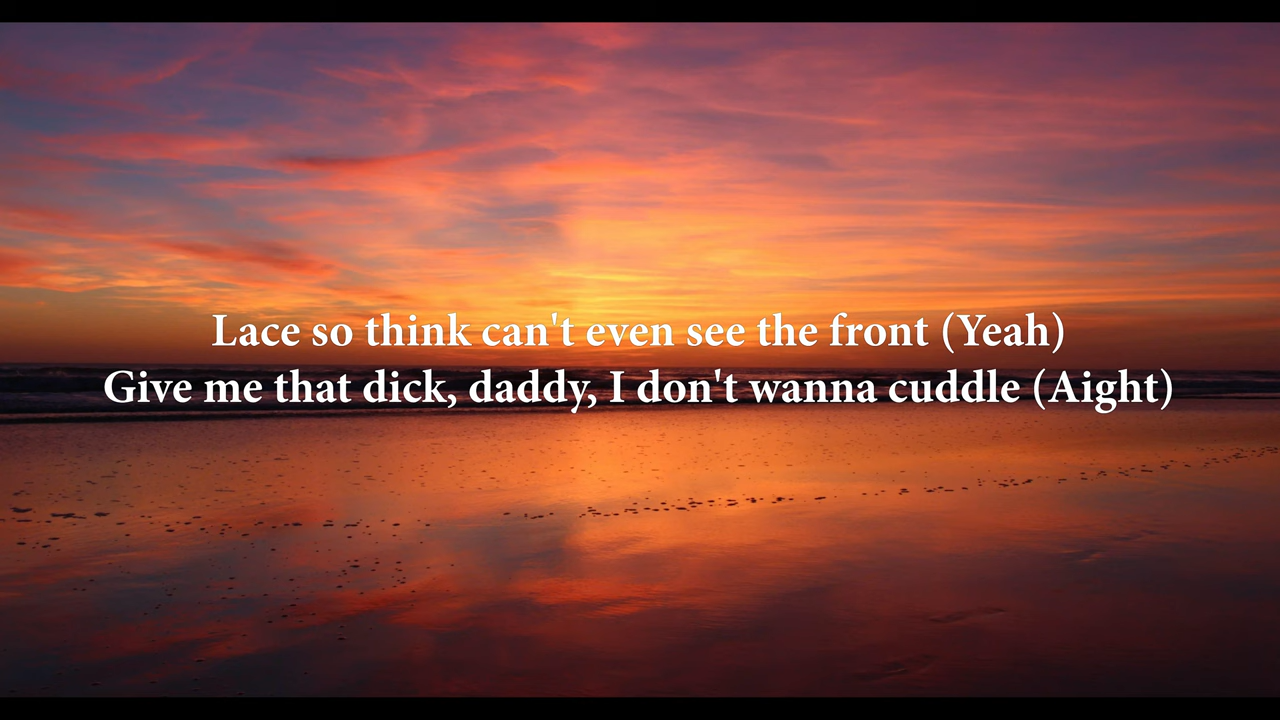 Lace so think can't even see the front (Yeah)
Give me that dick, daddy, I don't wanna cuddle (Aight)